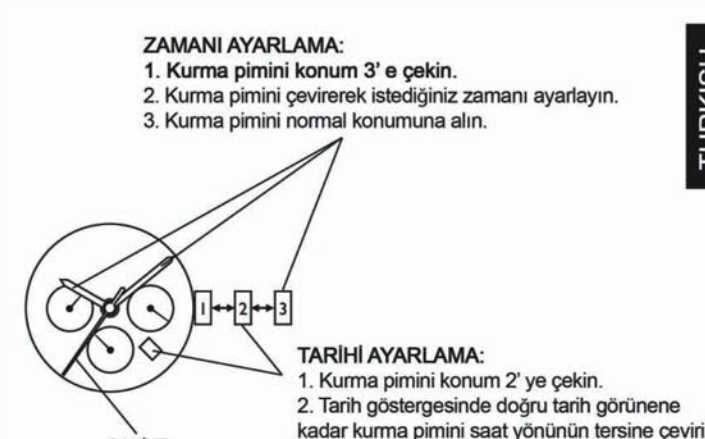 ZAMANI AYARLAMA:
1. Kurma pimini konum 3' e çekin.
2. Kurma pimini çevirerek istediğiniz zamanı ayarlayın.
3. Kurma pimini normal konumuna alın.
1 2 3
TARİHİ AYARLAMA:
1. Kurma pimini konum 2' ye çekin.
2. Tarih göstergesinde doğru tarih görünene
kadar kurma pimini saat yönünün tersine çeviri